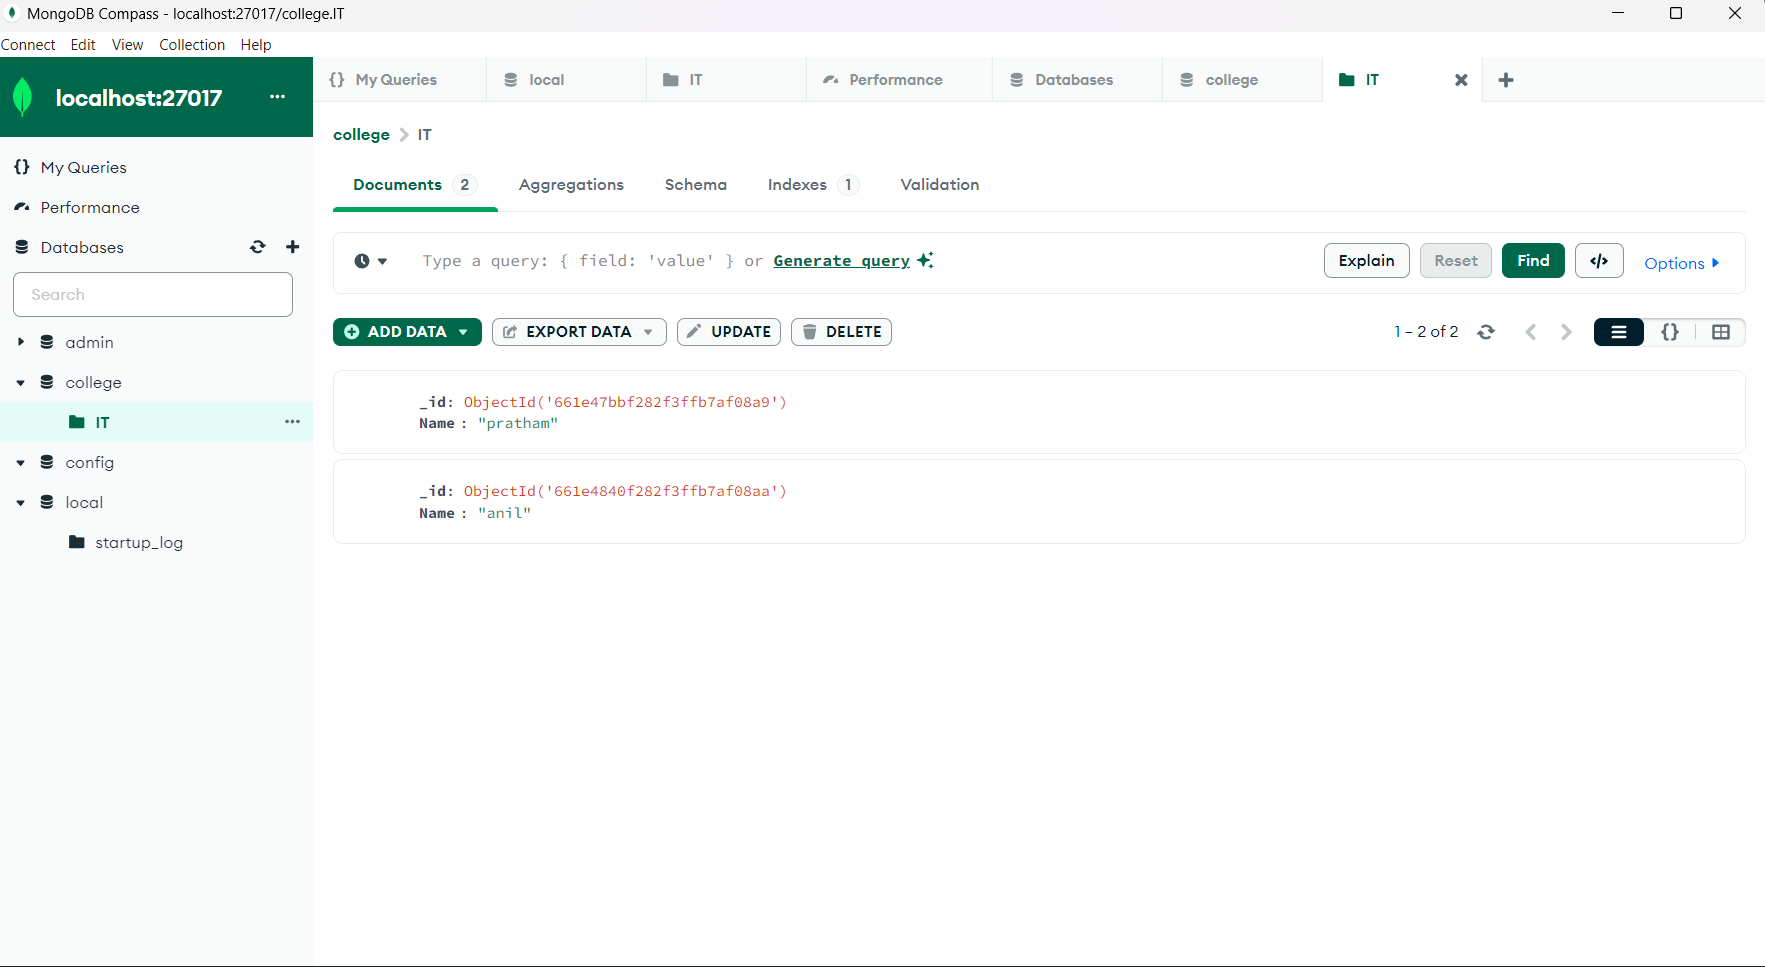 MongoDB Compass - localhost:27017/college.IT
Connect Edit View Collection Help
localhost:27017 ...
My Queries
Performance
Databases
Search
admin
college
IT ...
config
local
startup_log
{} My Queries local IT Performance Databases college IT
college > IT
Documents 2 Aggregations Schema Indexes 1 Validation
Type a query: { field: 'value' } or Generate query
Explain Reset Find </> Options
ADD DATA EXPORT DATA UPDATE DELETE
1 – 2 of 2 {}
_id: ObjectId('661e47bbf282f3ffb7af08a9')
Name : "pratham"
_id: ObjectId('661e4840f282f3ffb7af08aa')
Name : "anil"